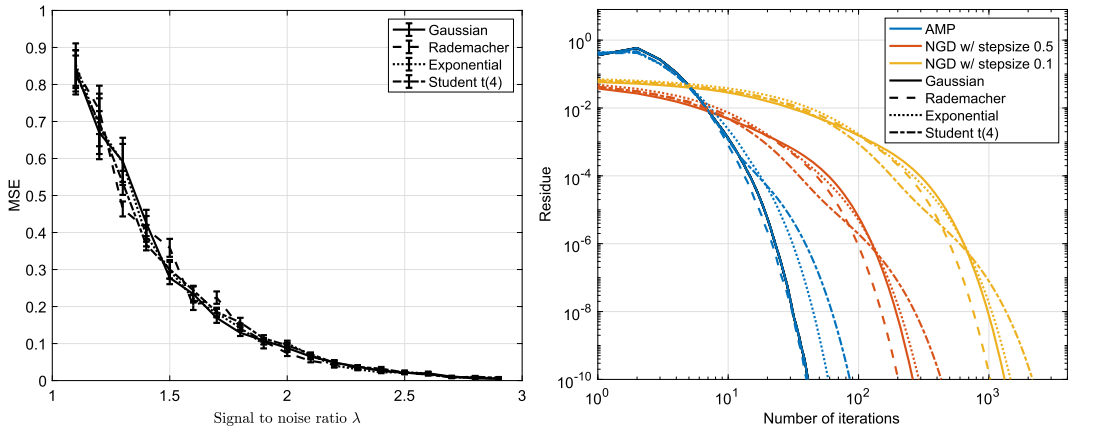 1
0.9
0.8
0.7
0.6
0.5
0.4
0.3
0.2
0.1
0
MSE
1
1.5
2
2.5
3
Signal to noise ratio λ
Gaussian
Rademacher
Exponential
Student t(4)
10^0
10^-2
10^-4
10^-6
10^-8
10^-10
Residue
10^0
10^1
10^2
10^3
Number of iterations
AMP
NGD w/ stepsize 0.5
NGD w/ stepsize 0.1
Gaussian
Rademacher
Exponential
Student t(4)